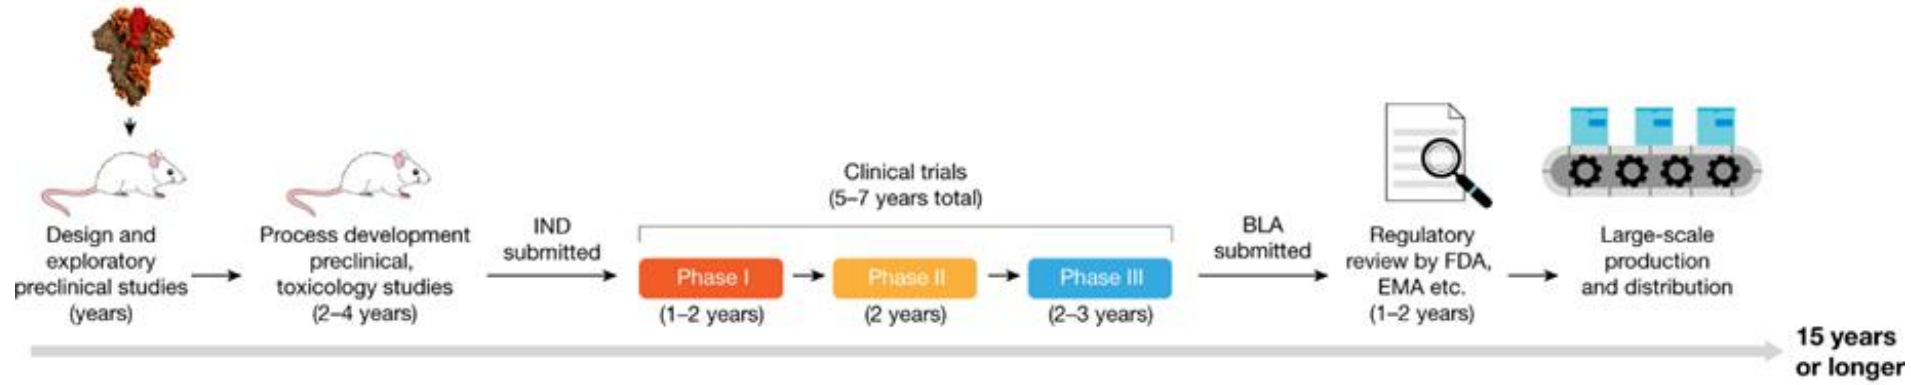 Design and
exploratory
preclinical studies
(years)
Process development
preclinical,
toxicology studies
(2–4 years)
IND
submitted
Clinical trials
(5–7 years total)
Phase I
(1–2 years)
Phase II
(2 years)
Phase III
(2–3 years)
BLA
submitted
Regulatory
review by FDA,
EMA etc.
(1–2 years)
Large-scale
production
and distribution
15 years
or longer